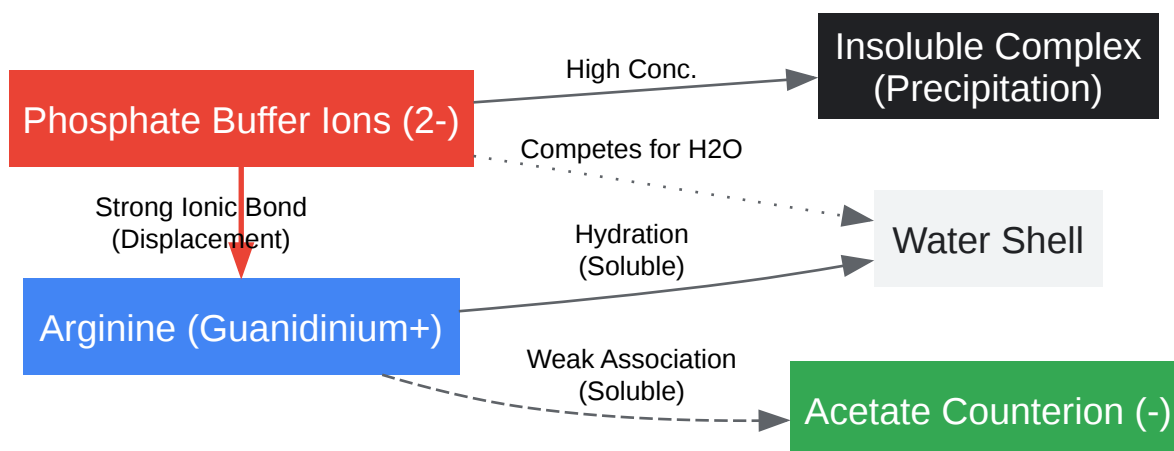 Insoluble Complex
(Precipitation)
High Conc.
Phosphate Buffer Ions (2-)
Competes for H2O
Strong Ionic Bond
(Displacement)
Water Shell
Hydration
(Soluble)
Arginine (Guanidinium+)
Weak Association
(Soluble)
Acetate Counterion (-)